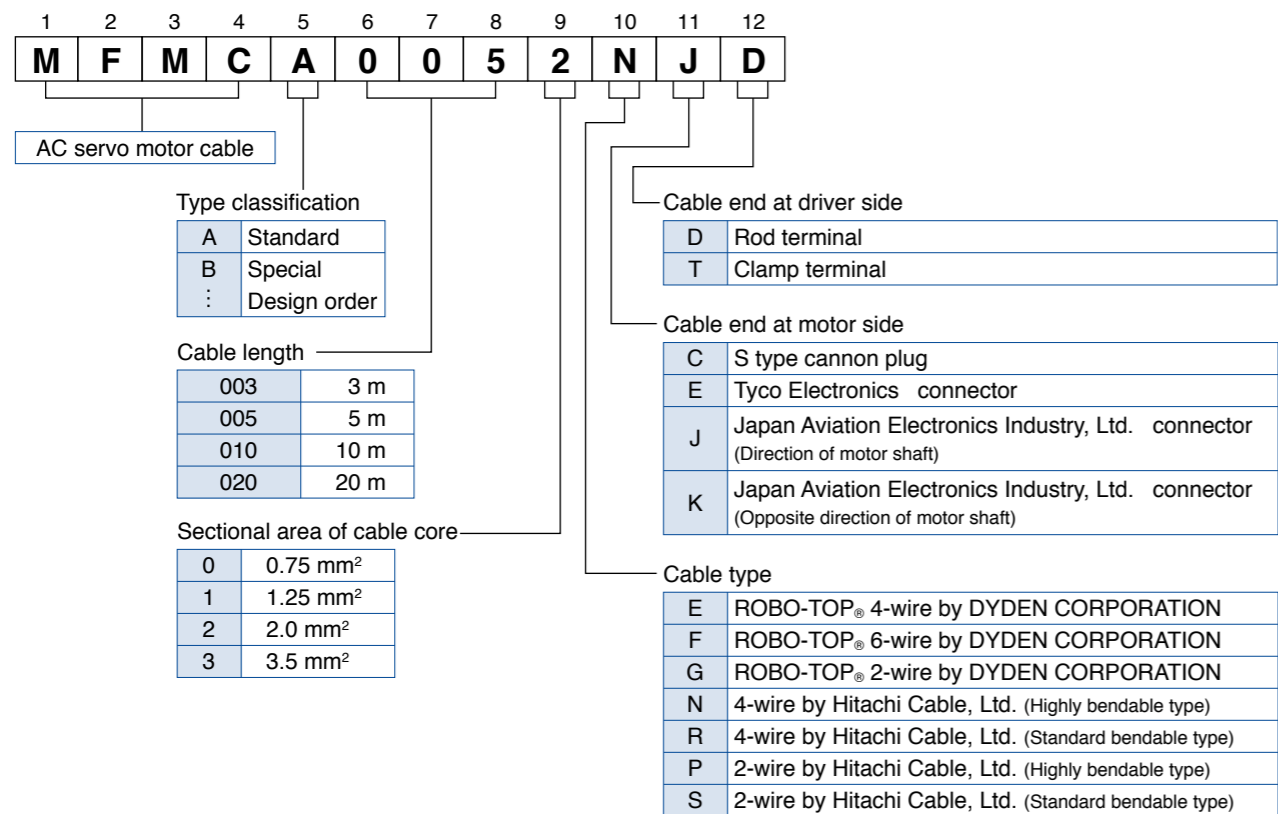 1 2 3 4 5 6 7 8 9 10 11 12
M F M C A 0 0 5 2 N J D
AC servo motor cable
Type classification
A Standard
B Special
⋮ Design order
Cable length
003 3 m
005 5 m
010 10 m
020 20 m
Sectional area of cable core
0 0.75 mm²
1 1.25 mm²
2 2.0 mm²
3 3.5 mm²
Cable end at driver side
D Rod terminal
T Clamp terminal
Cable end at motor side
C S type cannon plug
E Tyco Electronics connector
J Japan Aviation Electronics Industry, Ltd. connector
(Direction of motor shaft)
K Japan Aviation Electronics Industry, Ltd. connector
(Opposite direction of motor shaft)
Cable type
E ROBO-TOP® 4-wire by DYDEN CORPORATION
F ROBO-TOP® 6-wire by DYDEN CORPORATION
G ROBO-TOP® 2-wire by DYDEN CORPORATION
N 4-wire by Hitachi Cable, Ltd. (Highly bendable type)
R 4-wire by Hitachi Cable, Ltd. (Standard bendable type)
P 2-wire by Hitachi Cable, Ltd. (Highly bendable type)
S 2-wire by Hitachi Cable, Ltd. (Standard bendable type)